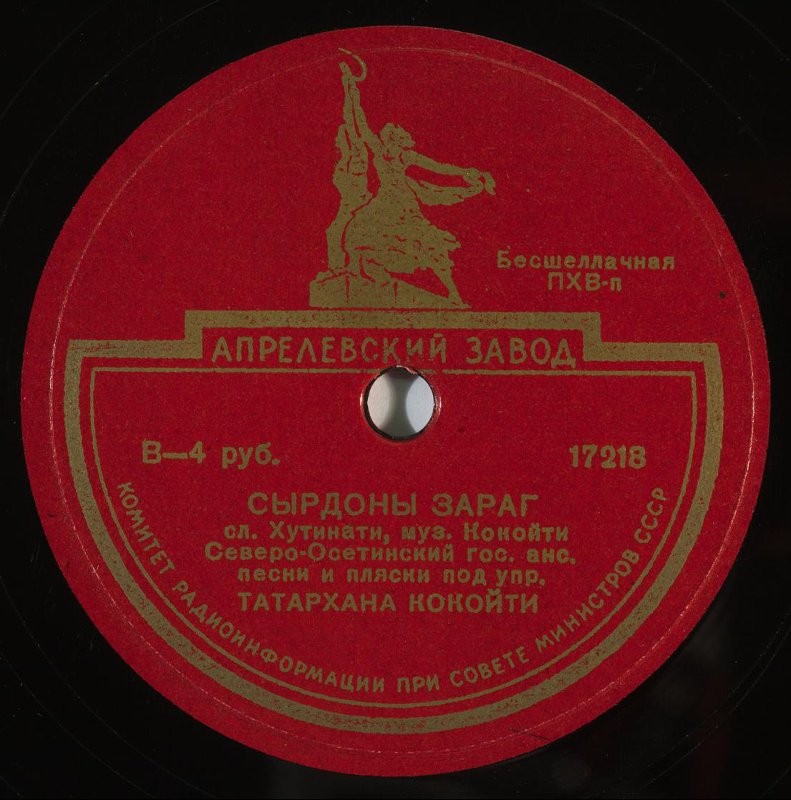 Бесшеллачная
ПХВ-п
АПРЕЛЕВСКИЙ ЗАВОД
В—4 руб.
17218
СЫРДОНЫ ЗАРАГ
сл. Хутинати, муз. Кокойти
Северо-Осетинский гос. анс.
песни и пляски под упр.
ТАТАРХАНА КОКОЙТИ
КОМИТЕТ РАДИОИНФОРМАЦИИ ПРИ СОВЕТЕ МИНИСТРОВ СССР